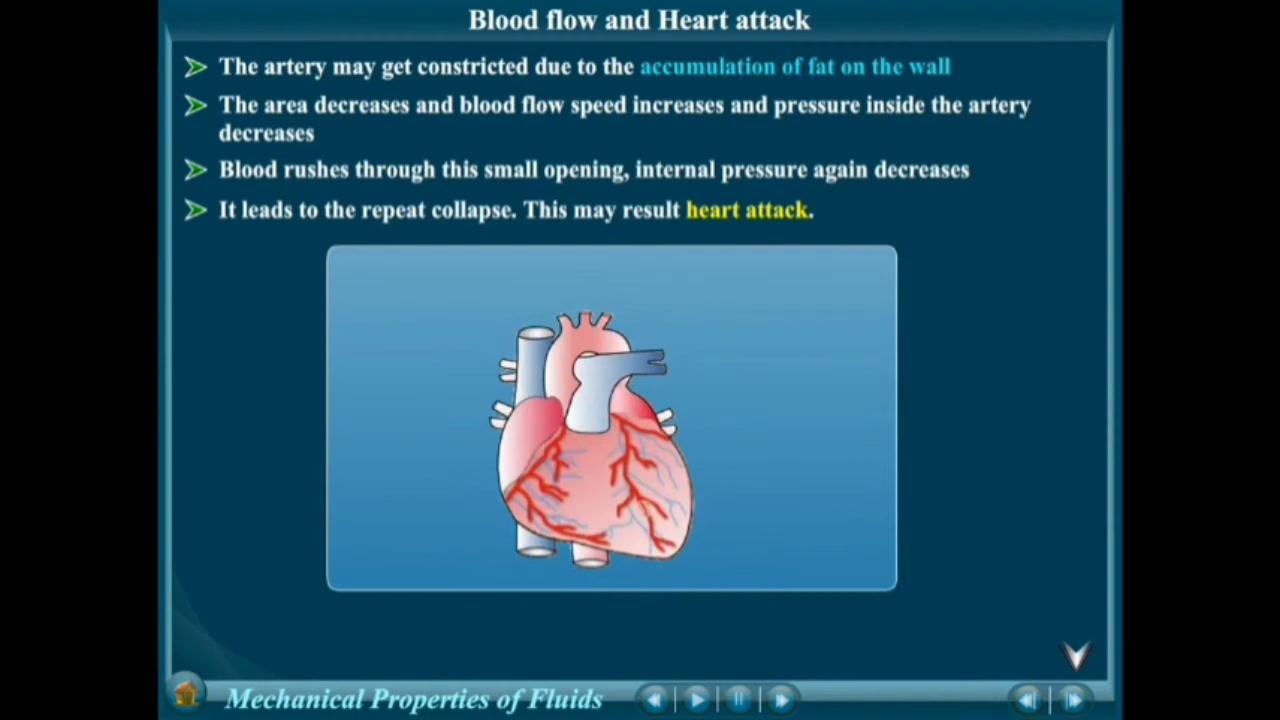 Blood flow and Heart attack
The artery may get constricted due to the accumulation of fat on the wall
The area decreases and blood flow speed increases and pressure inside the artery
decreases
Blood rushes through this small opening, internal pressure again decreases
It leads to the repeat collapse. This may result heart attack.
Mechanical Properties of Fluids